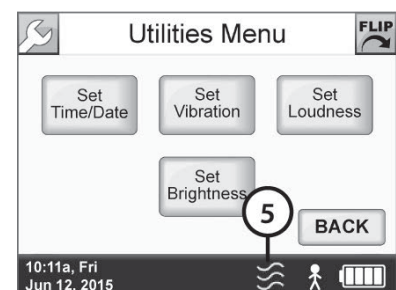 Utilities Menu
FLIP
Set
Time/Date
Set
Vibration
Set
Loudness
Set
Brightness
5
BACK
10:11a, Fri
Jun 12, 2015